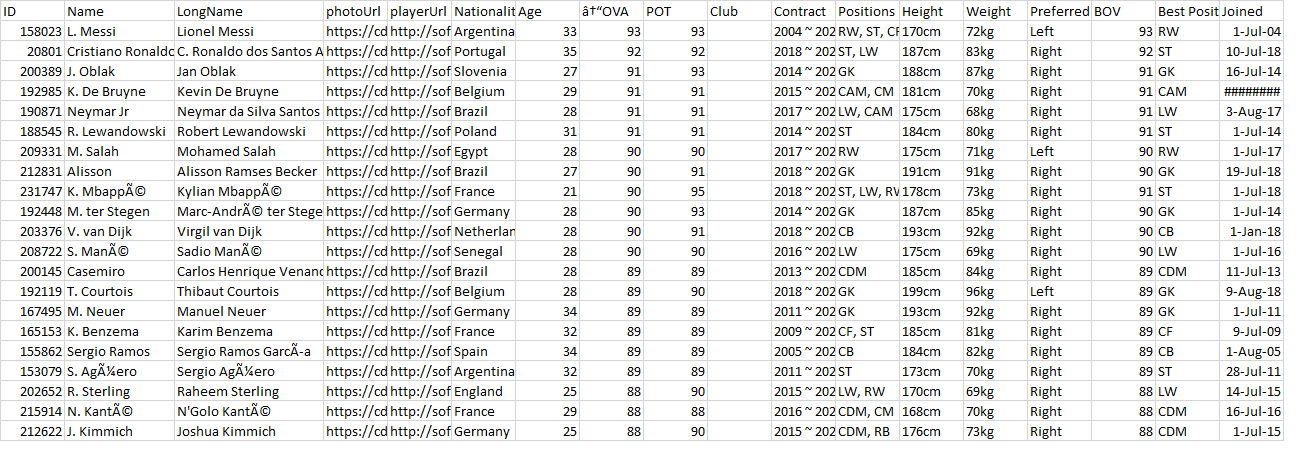 ID Name LongName photoUrl playerUrl Nationalit Age â†“OVA POT Club Contract Positions Height Weight Preferred BOV Best Posit Joined
158023 L. Messi Lionel Messi https://cd http://sof Argentina 33 93 93 2004 ~ 202 RW, ST, CF 170cm 72kg Left 93 RW 1-Jul-04
20801 Cristiano Ronaldo C. Ronaldo dos Santos A https://cd http://sof Portugal 35 92 92 2018 ~ 202 ST, LW 187cm 83kg Right 92 ST 10-Jul-18
200389 J. Oblak Jan Oblak https://cd http://sof Slovenia 27 91 93 2014 ~ 202 GK 188cm 87kg Right 91 GK 16-Jul-14
192985 K. De Bruyne Kevin De Bruyne https://cd http://sof Belgium 29 91 91 2015 ~ 202 CAM, CM 181cm 70kg Right 91 CAM ########
190871 Neymar Jr Neymar da Silva Santos https://cd http://sof Brazil 28 91 91 2017 ~ 202 LW, CAM 175cm 68kg Right 91 LW 3-Aug-17
188545 R. Lewandowski Robert Lewandowski https://cd http://sof Poland 31 91 91 2014 ~ 202 ST 184cm 80kg Right 91 ST 1-Jul-14
209331 M. Salah Mohamed Salah https://cd http://sof Egypt 28 90 90 2017 ~ 202 RW 175cm 71kg Left 90 RW 1-Jul-17
212831 Alisson Alisson Ramses Becker https://cd http://sof Brazil 27 90 91 2018 ~ 202 GK 191cm 91kg Right 90 GK 19-Jul-18
231747 K. MbappÃ© Kylian MbappÃ© https://cd http://sof France 21 90 95 2018 ~ 202 ST, LW, RW 178cm 73kg Right 91 ST 1-Jul-18
192448 M. ter Stegen Marc-AndrÃ© ter Stege https://cd http://sof Germany 28 90 93 2014 ~ 202 GK 187cm 85kg Right 90 GK 1-Jul-14
203376 V. van Dijk Virgil van Dijk https://cd http://sof Netherlan 28 90 91 2018 ~ 202 CB 193cm 92kg Right 90 CB 1-Jan-18
208722 S. ManÃ© Sadio ManÃ© https://cd http://sof Senegal 28 90 90 2016 ~ 202 LW 175cm 69kg Right 90 LW 1-Jul-16
200145 Casemiro Carlos Henrique Venanc https://cd http://sof Brazil 28 89 89 2013 ~ 202 CDM 185cm 84kg Right 89 CDM 11-Jul-13
192119 T. Courtois Thibaut Courtois https://cd http://sof Belgium 28 89 90 2018 ~ 202 GK 199cm 96kg Left 89 GK 9-Aug-18
167495 M. Neuer Manuel Neuer https://cd http://sof Germany 34 89 89 2011 ~ 202 GK 193cm 92kg Right 89 GK 1-Jul-11
165153 K. Benzema Karim Benzema https://cd http://sof France 32 89 89 2009 ~ 202 CF, ST 185cm 81kg Right 89 CF 9-Jul-09
155862 Sergio Ramos Sergio Ramos GarcÃ-a https://cd http://sof Spain 34 89 89 2005 ~ 202 CB 184cm 82kg Right 89 CB 1-Aug-05
153079 S. AgÃ¼ero Sergio AgÃ¼ero https://cd http://sof Argentina 32 89 89 2011 ~ 202 ST 173cm 70kg Right 89 ST 28-Jul-11
202652 R. Sterling Raheem Sterling https://cd http://sof England 25 88 90 2015 ~ 202 LW, RW 170cm 69kg Right 88 LW 14-Jul-15
215914 N. KantÃ© N'Golo KantÃ© https://cd http://sof France 29 88 88 2016 ~ 202 CDM, CM 168cm 70kg Right 88 CDM 16-Jul-16
212622 J. Kimmich Joshua Kimmich https://cd http://sof Germany 25 88 90 2015 ~ 202 CDM, RB 176cm 73kg Right 88 CDM 1-Jul-15